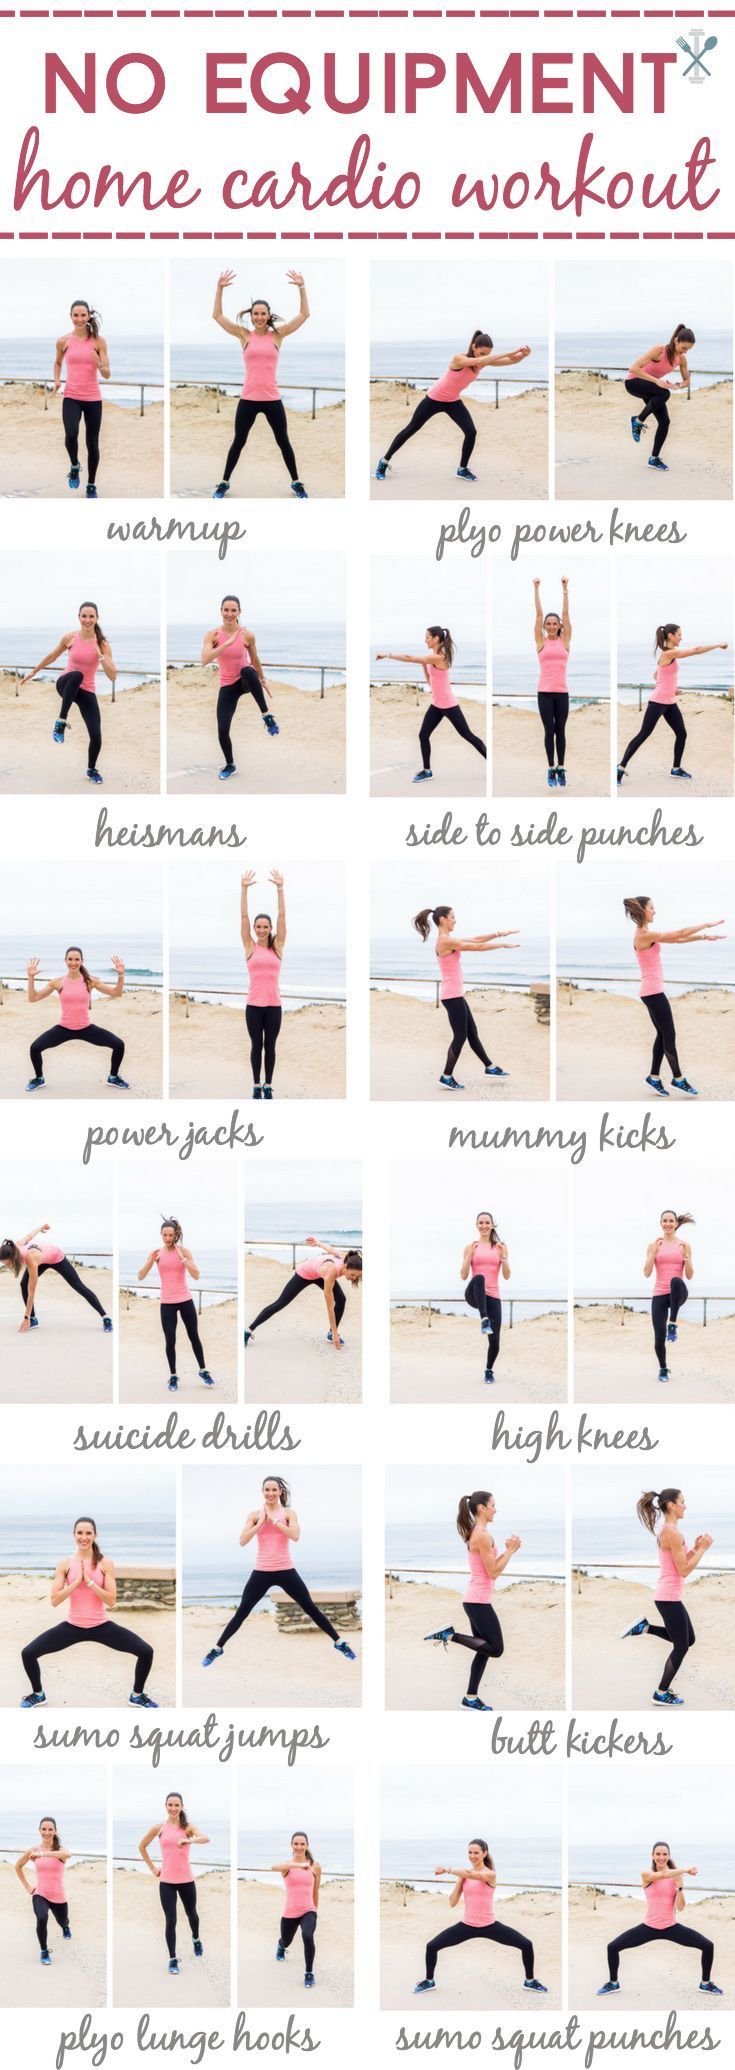 NO EQUIPMENT
home cardio workout
warmup
plyo power knees
heismans
side to side punches
power jacks
mummy kicks
suicide drills
high knees
sumo squat jumps
butt kickers
plyo lunge hooks
sumo squat punches